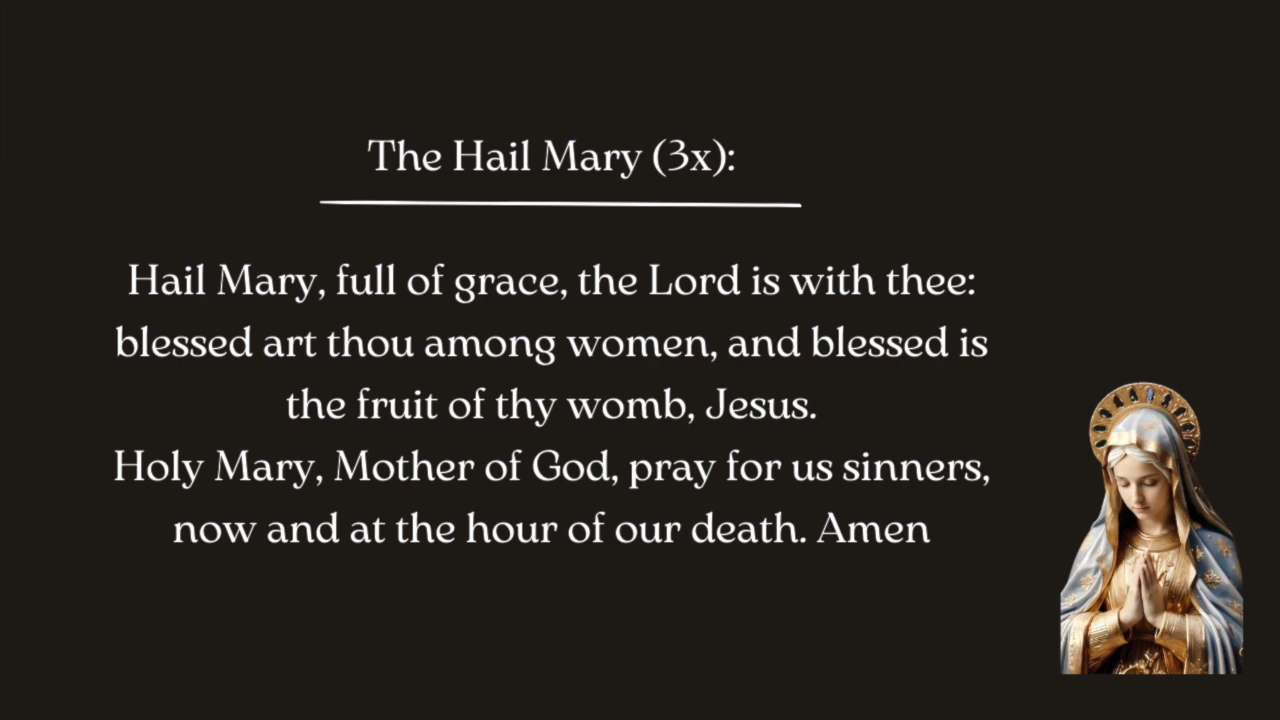 The Hail Mary (3x):
Hail Mary, full of grace, the Lord is with thee:
blessed art thou among women, and blessed is
the fruit of thy womb, Jesus.
Holy Mary, Mother of God, pray for us sinners,
now and at the hour of our death. Amen